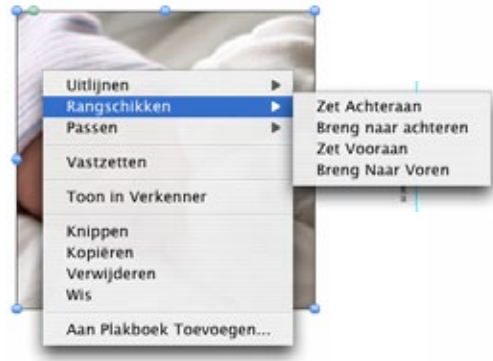 Uitlijnen
Rangschikken
Passen
Vastzetten
Toon in Verkenner
Knippen
Kopiëren
Verwijderen
Wis
Aan Plakboek Toevoegen...
Zet Achteraan
Breng naar achteren
Zet Vooraan
Breng Naar Voren